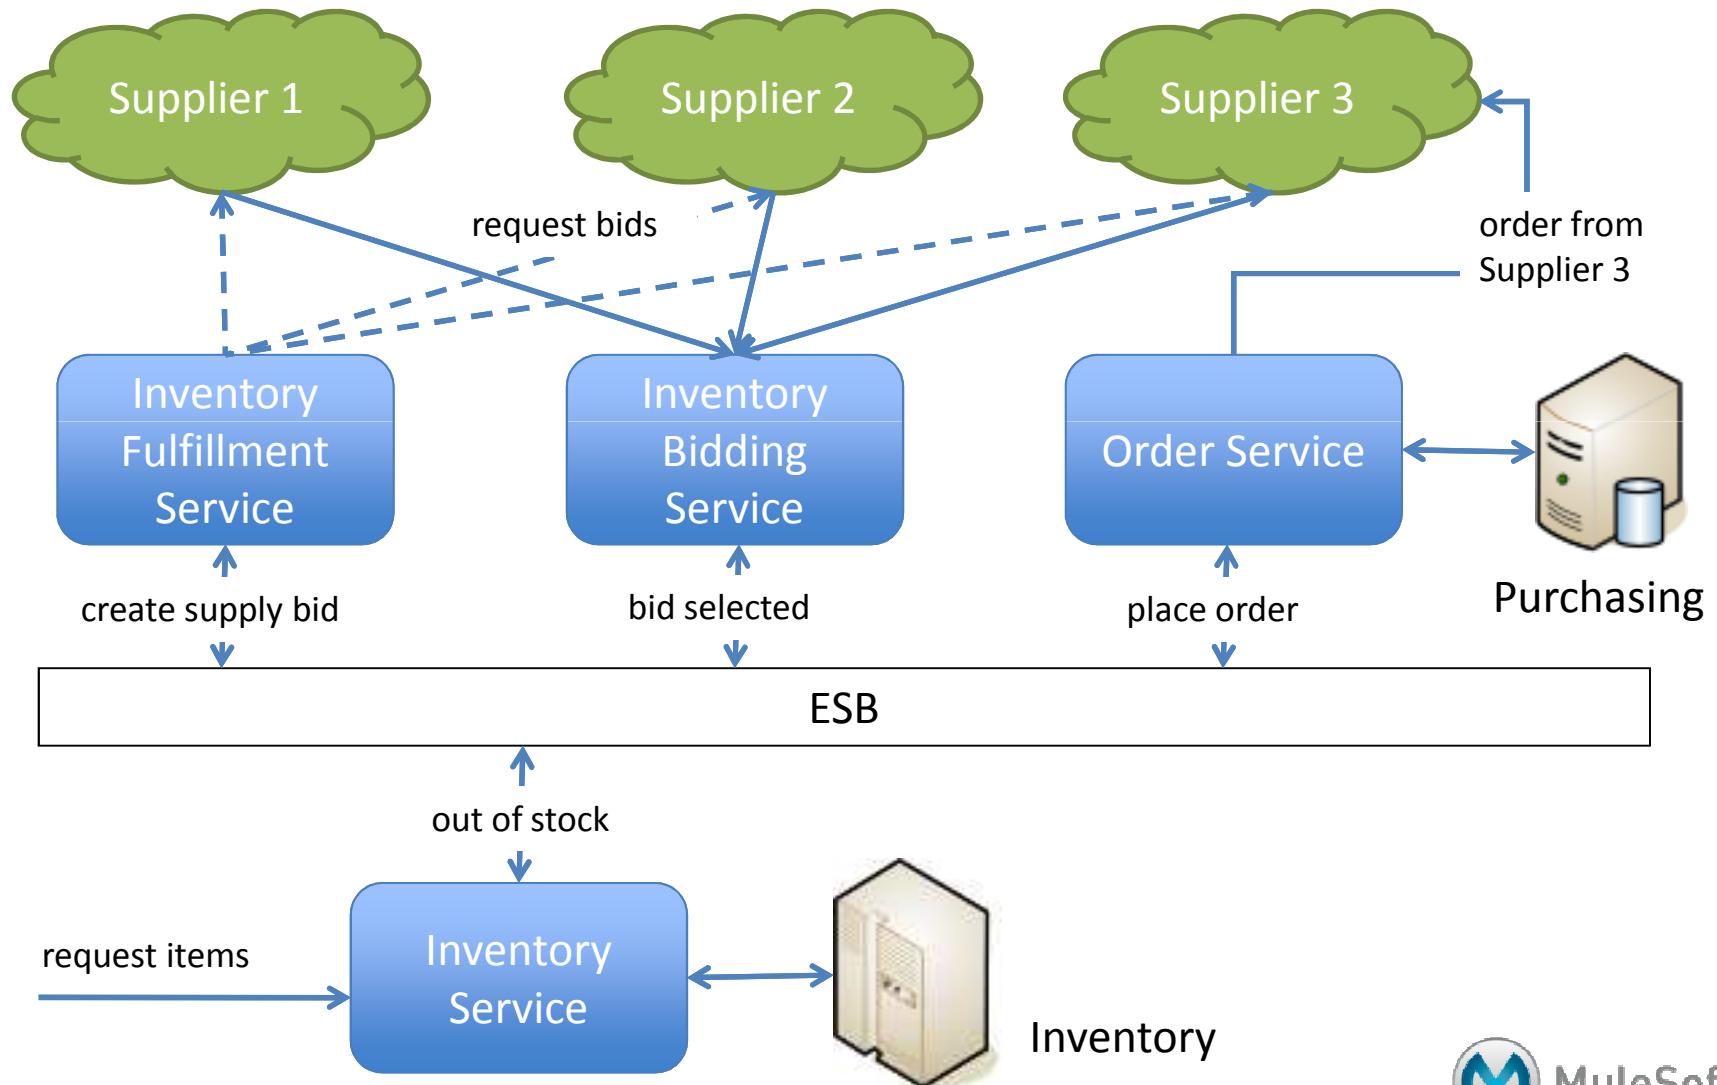 Supplier 1
Supplier 2
Supplier 3
request bids
order from
Supplier 3
Inventory
Fulfillment
Service
Inventory
Bidding
Service
Order Service
create supply bid
bid selected
place order
Purchasing
ESB
out of stock
request items
Inventory
Service
Inventory
MuleSof